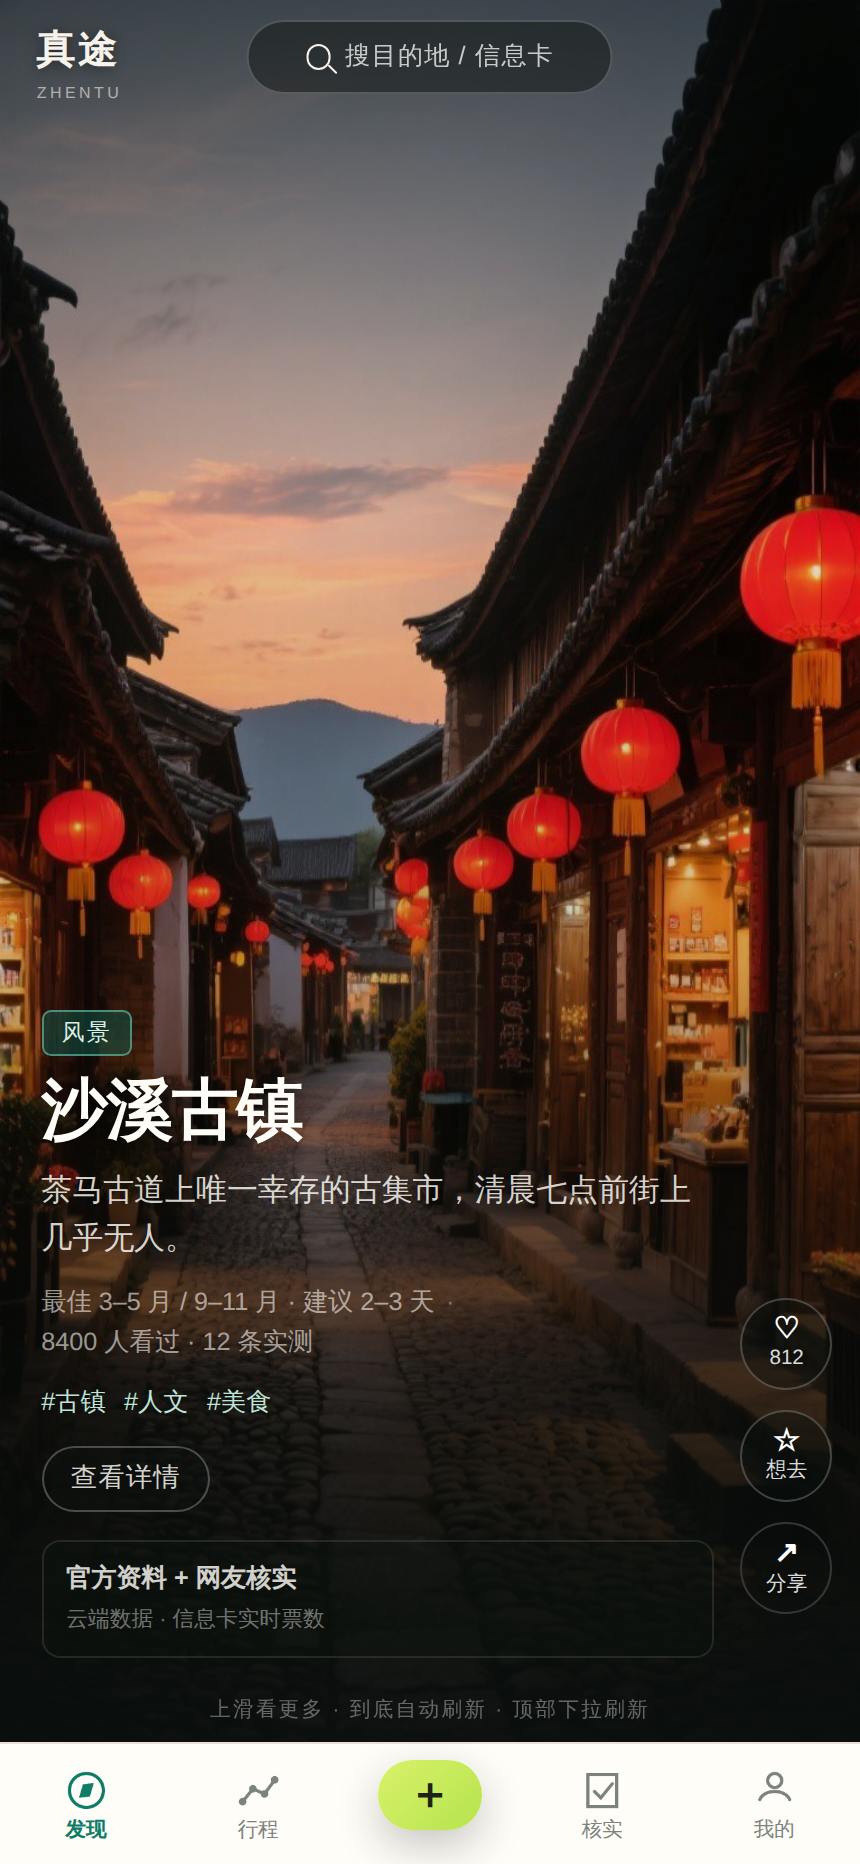 真途
ZHENTU
搜目的地 / 信息卡
风景
沙溪古镇
茶马古道上唯一幸存的古集市，清晨七点前街上
几乎无人。
最佳 3–5 月 / 9–11 月 · 建议 2–3 天 ·
8400 人看过 · 12 条实测
#古镇 #人文 #美食
查看详情
♡
812
☆
想去
↗
分享
官方资料 + 网友核实
云端数据 · 信息卡实时票数
上滑看更多 · 到底自动刷新 · 顶部下拉刷新
发现
行程
+
核实
我的